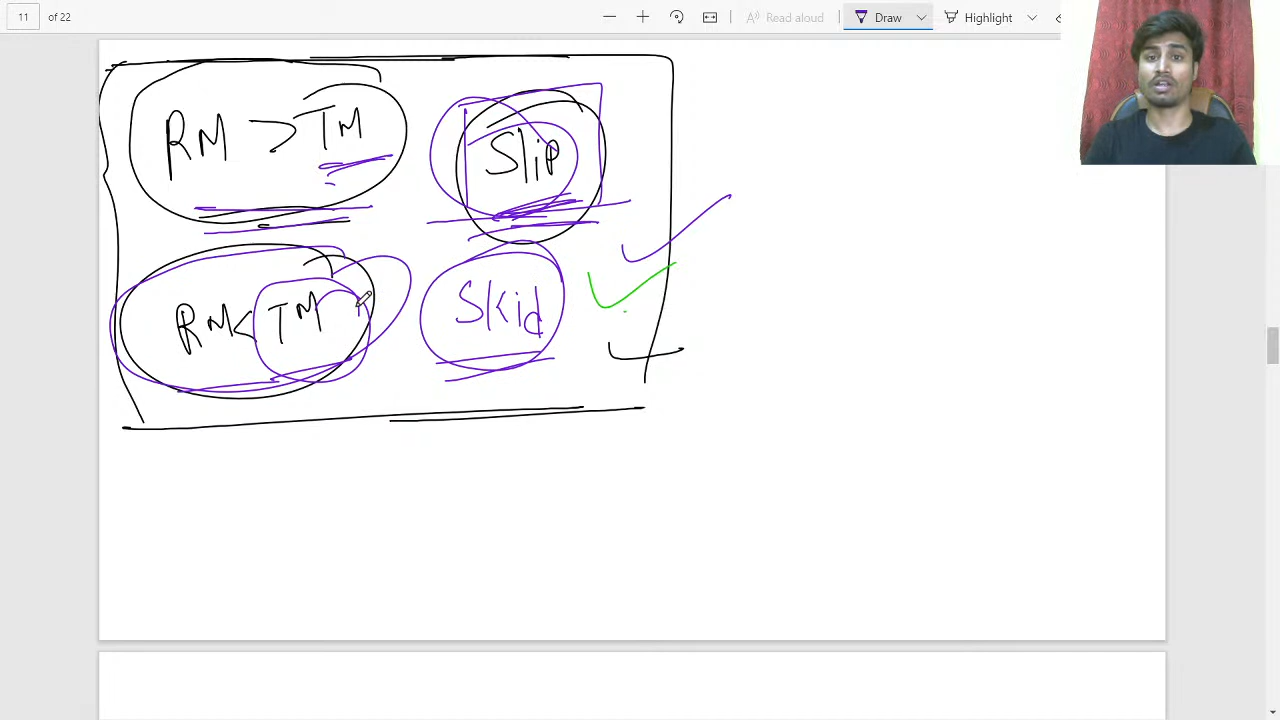 11 of 22
Read aloud
Draw
Highlight
RM > TM
Slip
RM < TM
Skid